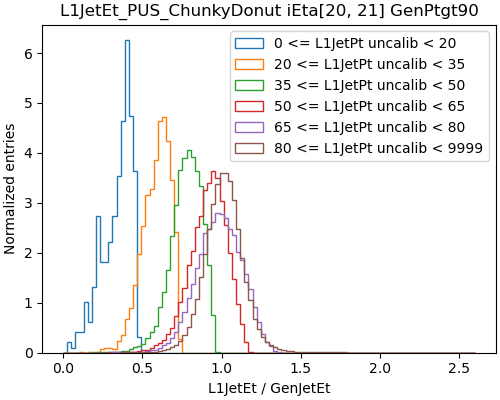 L1JetEt_PUS_ChunkyDonut iEta[20, 21] GenPtgt90
0 <= L1JetPt uncalib < 20
20 <= L1JetPt uncalib < 35
35 <= L1JetPt uncalib < 50
50 <= L1JetPt uncalib < 65
65 <= L1JetPt uncalib < 80
80 <= L1JetPt uncalib < 9999
Normalized entries
6
5
4
3
2
1
0
0.0 0.5 1.0 1.5 2.0 2.5
L1JetEt / GenJetEt